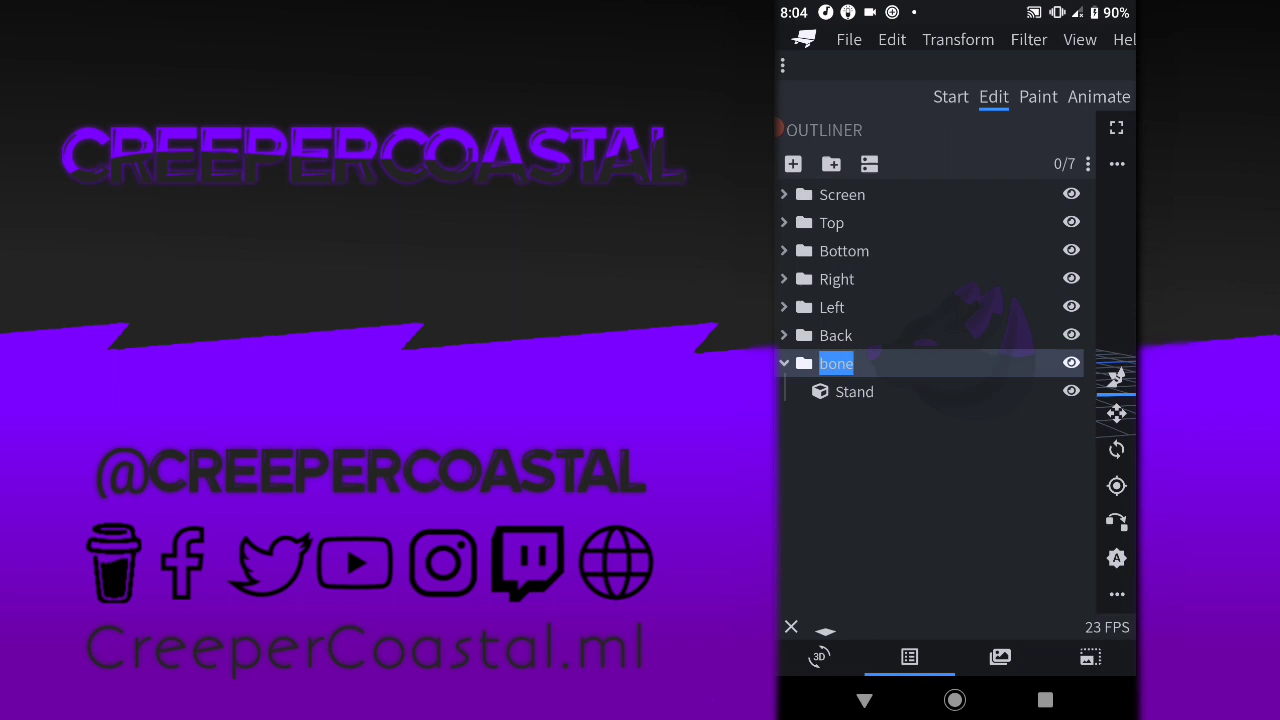 CREEPERCOASTAL
@CREEPERCOASTAL
CreeperCoastal.ml
8:04 90%
File Edit Transform Filter View Hel
Start Edit Paint Animate
OUTLINER
0/7
Screen
Top
Bottom
Right
Left
Back
bone
Stand
A
23 FPS
3D